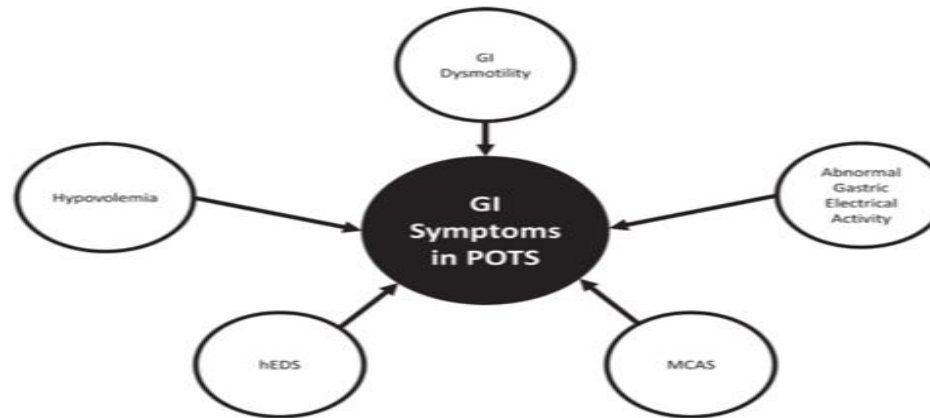 GI
Dysmotility
Hypovolemia
Abnormal
Gastric
Electrical
Activity
GI
Symptoms
in POTS
hEDS
MCAS